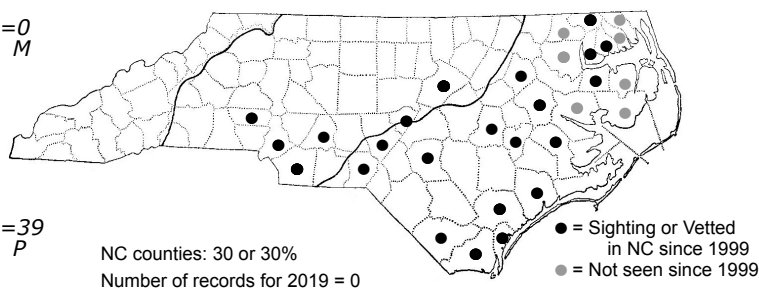 =0
M
=39
P
NC counties: 30 or 30%
Number of records for 2019 = 0
= Sighting or Vetted
in NC since 1999
= Not seen since 1999